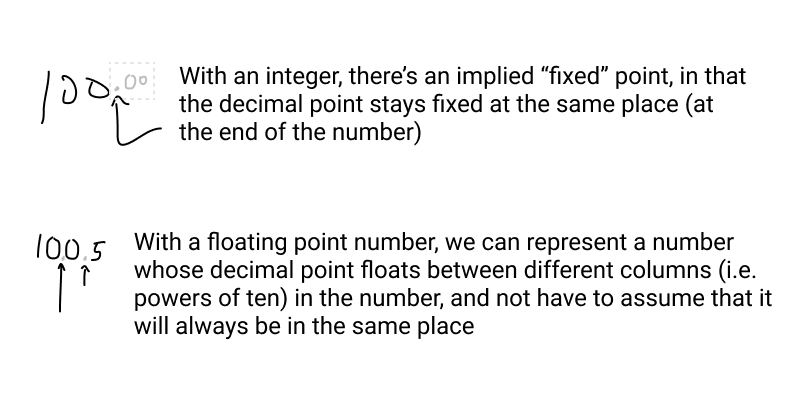 100.00
With an integer, there's an implied “fixed” point, in that
the decimal point stays fixed at the same place (at
the end of the number)
100.5
With a floating point number, we can represent a number
whose decimal point floats between different columns (i.e.
powers of ten) in the number, and not have to assume that it
will always be in the same place